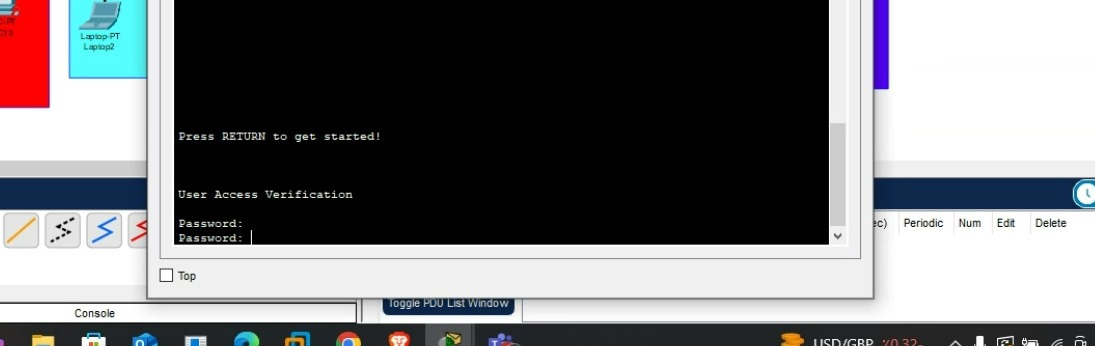 Laptop-PT
Laptop2
Press RETURN to get started!
User Access Verification
Password:
Password:
Periodic Num Edit Delete
Top
Toggle PDU List Window
Console
USD/GBP